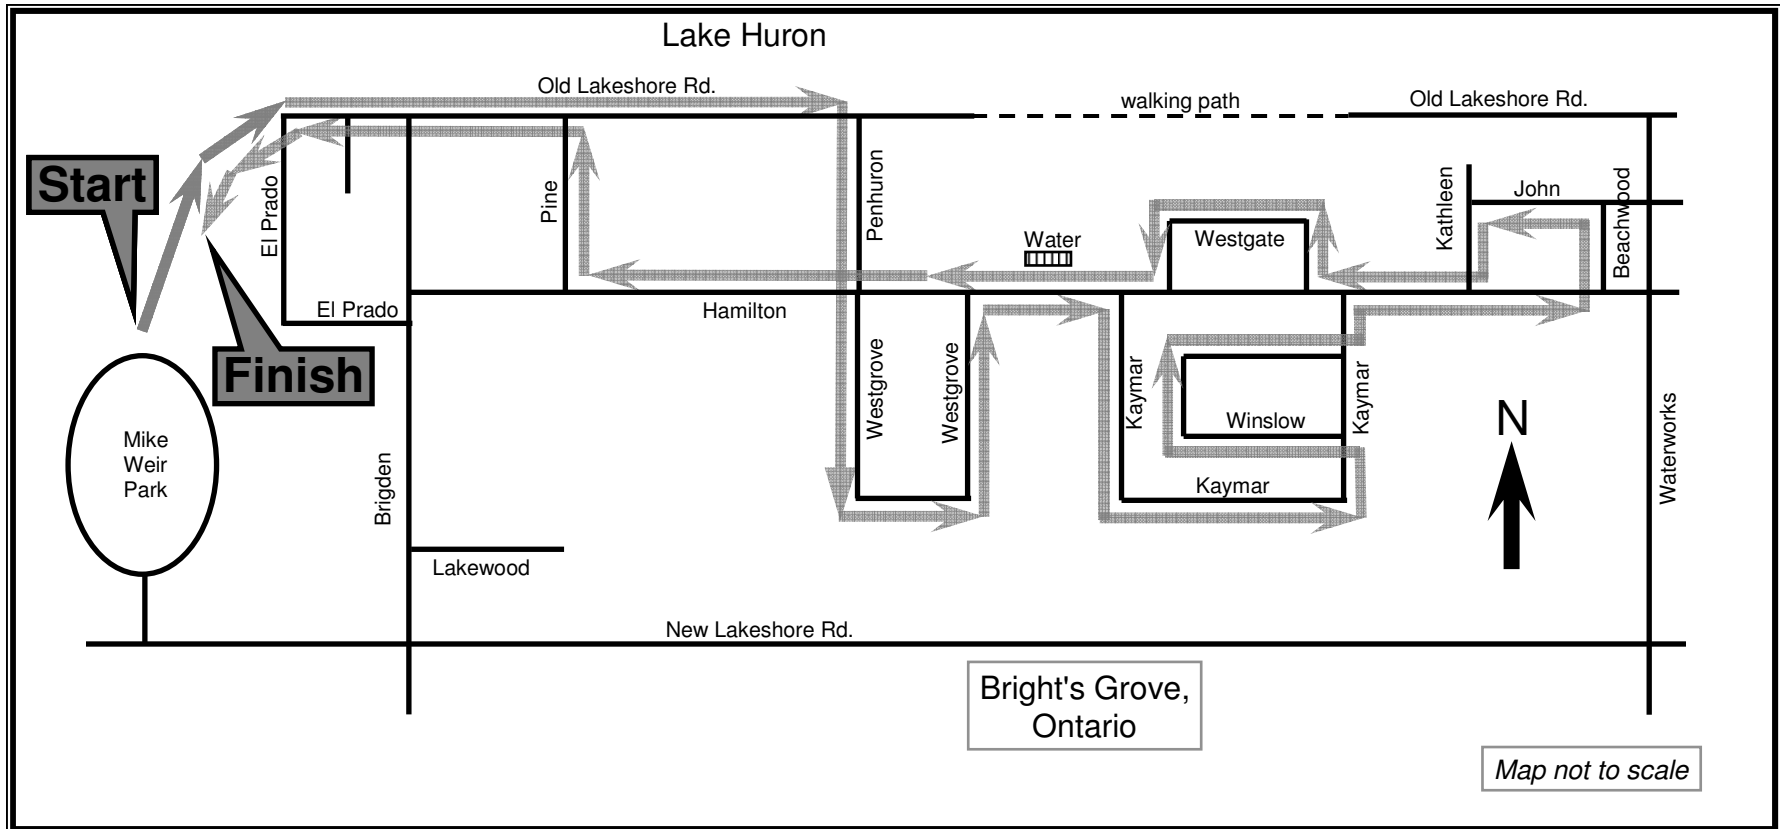 Lake Huron
Old Lakeshore Rd.
walking path
Old Lakeshore Rd.
Start
El Prado
Pine
Penhuron
Water
Westgate
Kathleen
John
Beachwood
El Prado
Hamilton
Finish
Westgrove
Westgrove
Kaymar
Winslow
Kaymar
Kaymar
N
Mike
Weir
Park
Brigden
Waterworks
Lakewood
New Lakeshore Rd.
Bright's Grove,
Ontario
Map not to scale